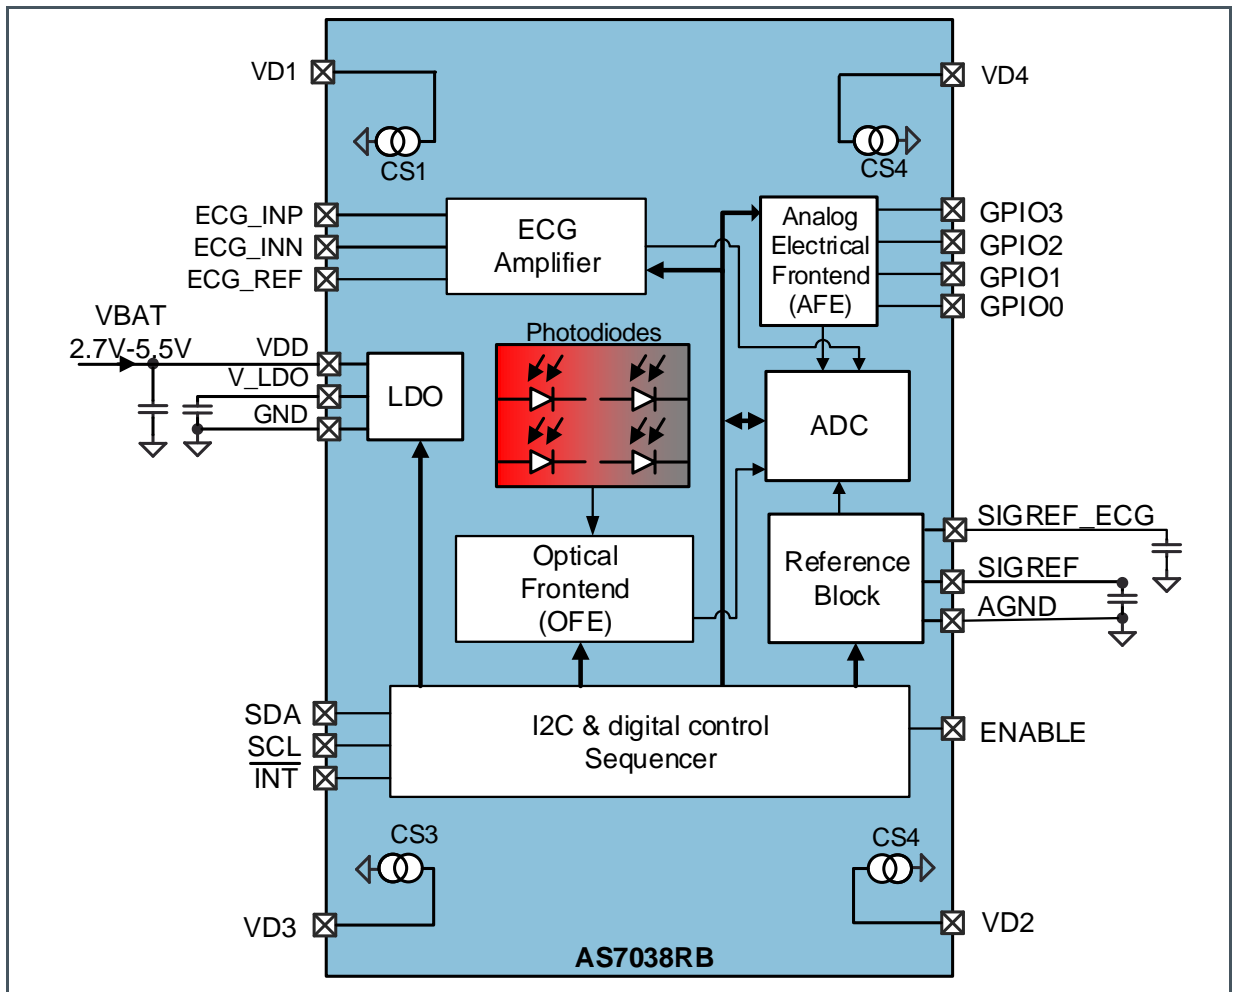 VD1
VD4
CS1
CS4
ECG_INP
ECG_INN
ECG_REF
ECG
Amplifier
Analog
Electrical
Frontend
(AFE)
GPIO3
GPIO2
GPIO1
GPIO0
VBAT
2.7V-5.5V
VDD
V_LDO
GND
LDO
Photodiodes
ADC
Optical
Frontend
(OFE)
Reference
Block
SIGREF_ECG
SIGREF
AGND
SDA
SCL
INT
I2C & digital control
Sequencer
ENABLE
CS3
CS4
VD3
VD2
AS7038RB